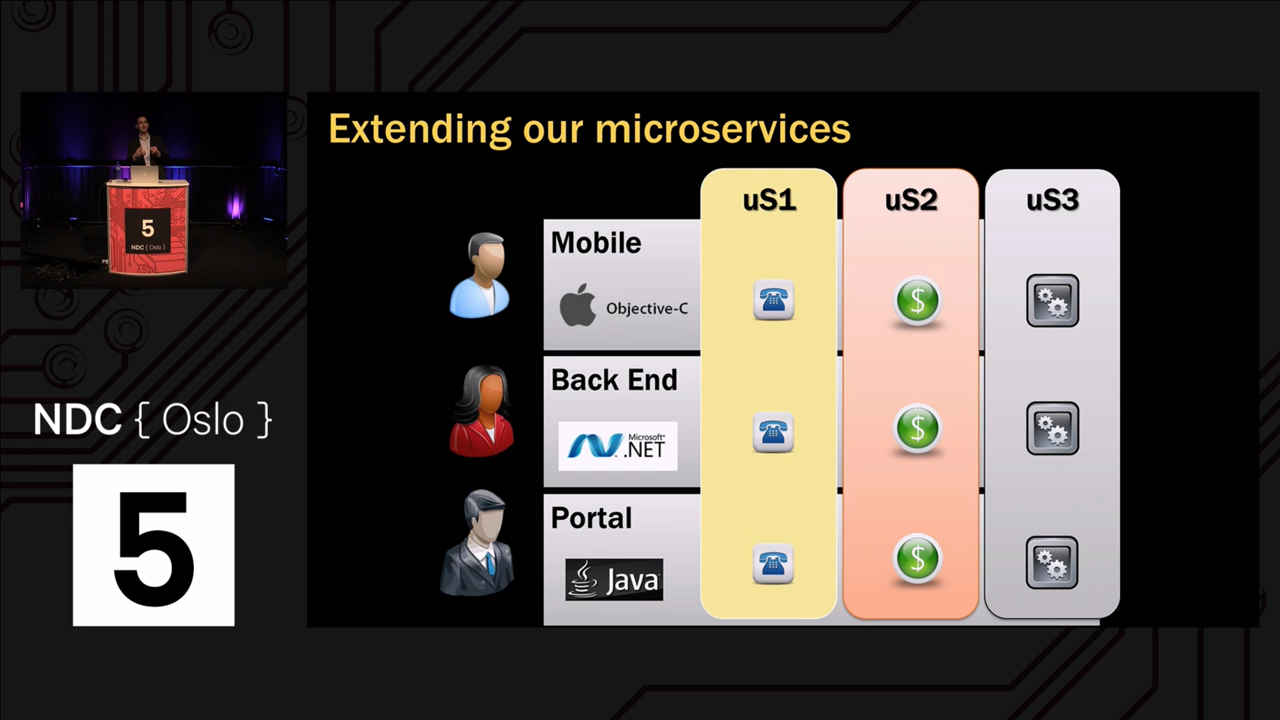 Extending our microservices
uS1
uS2
uS3
Mobile
Objective-C
Back End
Microsoft®
.NET
Portal
Java
$
$
$
5
NDC { Oslo }
NDC { Oslo }
5